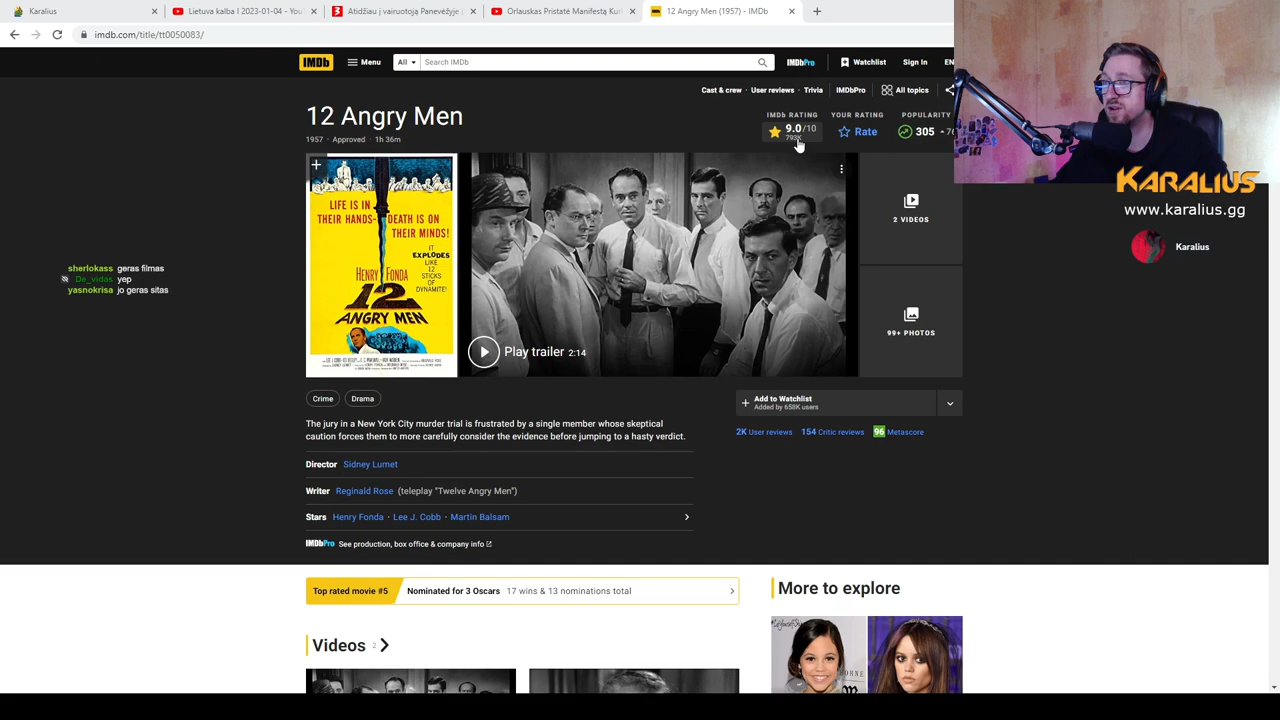 Karalius
Lietuva kalba I 2023-01-04 - You
Atidžiau į vairuotoją Panevėžyje
Orlauskas Pristatė Manifestą Kur
12 Angry Men (1957) - IMDb
imdb.com/title/tt0050083/
IMDb
Menu
All
Search IMDb
IMDbPro
Watchlist
Sign In
EN
Cast & crew · User reviews · Trivia
IMDbPro
All topics
12 Angry Men
1957 · Approved · 1h 36m
IMDb RATING
9.0/10
793K
YOUR RATING
Rate
POPULARITY
305
LIFE IS IN
THEIR HANDS-
DEATH IS ON
THEIR MINDS!
IT
EXPLODES
LIKE
12
STICKS
OF
DYNAMITE!
HENRY FONDA
12
ANGRY MEN
Play trailer 2:14
2 VIDEOS
99+ PHOTOS
KARALIUS
www.karalius.gg
Karalius
sherlokass geras filmas
De_vidas yep
yasnokrisa jo geras sitas
Crime
Drama
The jury in a New York City murder trial is frustrated by a single member whose skeptical
caution forces them to more carefully consider the evidence before jumping to a hasty verdict.
Director Sidney Lumet
Writer Reginald Rose (teleplay "Twelve Angry Men")
Stars Henry Fonda · Lee J. Cobb · Martin Balsam
IMDbPro See production, box office & company info
Add to Watchlist
Added by 658K users
2K User reviews
154 Critic reviews
96 Metascore
Top rated movie #5
Nominated for 3 Oscars
17 wins & 13 nominations total
More to explore
Videos 2